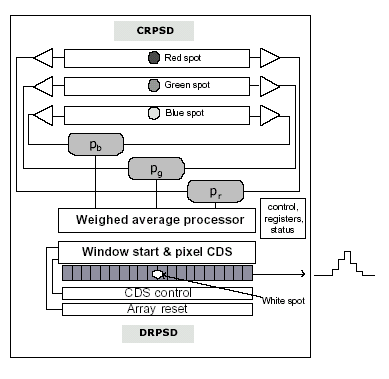 CRPSD
Red spot
Green spot
Blue spot
pb
pg
pr
control,
registers,
status
Weighed average processor
Window start & pixel CDS
White spot
CDS control
Array reset
DRPSD